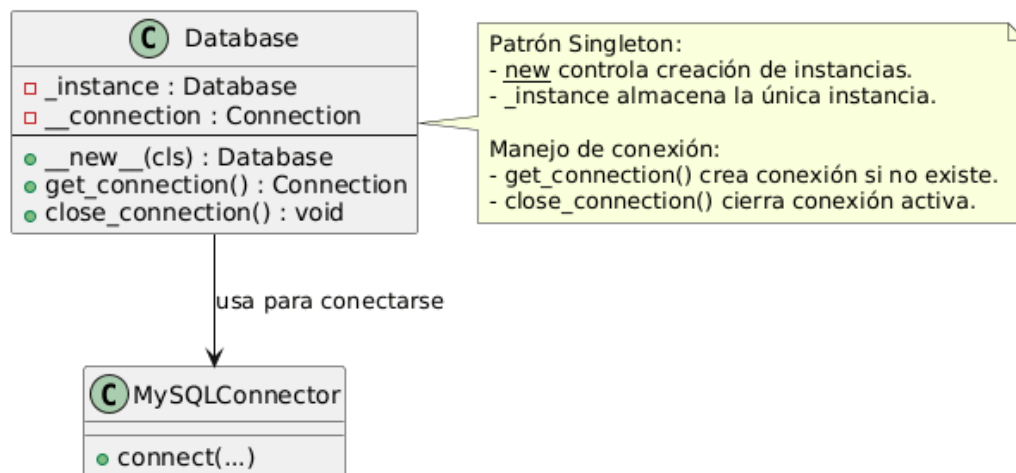 C Database
_instance : Database
__connection : Connection
__new__(cls) : Database
get_connection() : Connection
close_connection() : void
Patrón Singleton:
- new controla creación de instancias.
- _instance almacena la única instancia.
Manejo de conexión:
- get_connection() crea conexión si no existe.
- close_connection() cierra conexión activa.
usa para conectarse
C MySQLConnector
connect(...)